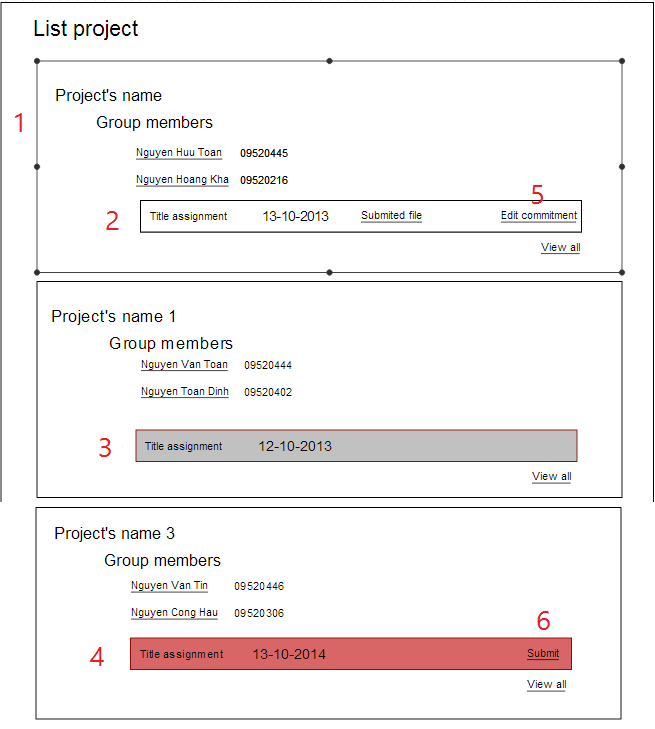 List project
Project's name
1
Group members
Nguyen Huu Toan 09520445
Nguyen Hoang Kha 09520216
5
2 Title assignment 13-10-2013 Submited file Edit commitment
View all
Project's name 1
Group members
Nguyen Van Toan 09520444
Nguyen Toan Dinh 09520402
3 Title assignment 12-10-2013
View all
Project's name 3
Group members
Nguyen Van Tin 09520446
Nguyen Cong Hau 09520306
6
4 Title assignment 13-10-2014 Submit
View all